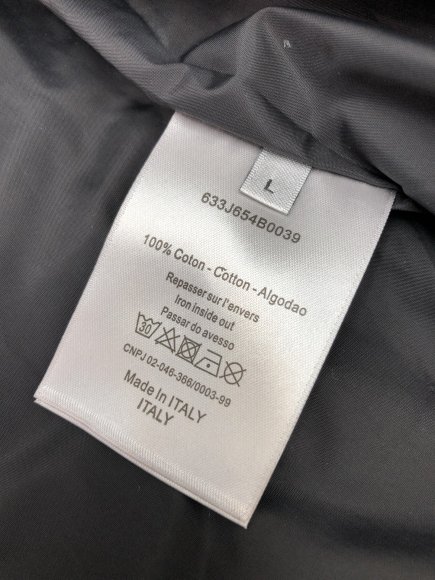 L
633J654B0039
100% Coton - Cotton - Algodao
Repasser sur l'envers
Iron inside out
Passar do avesso
30
CNPJ 02-046-366/0003-99
Made in ITALY
ITALY